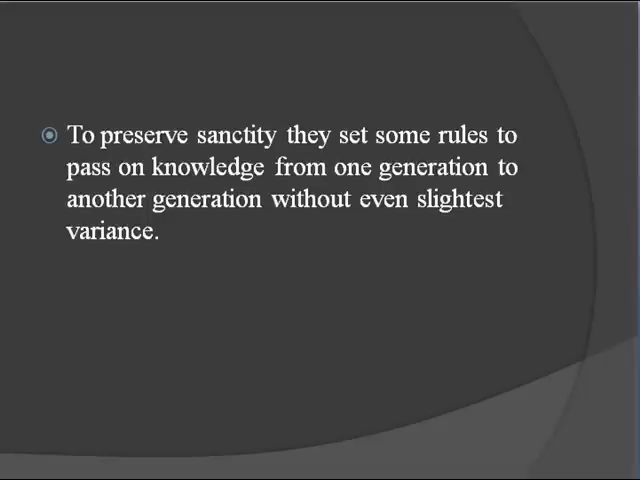 To preserve sanctity they set some rules to
pass on knowledge from one generation to
another generation without even slightest
variance.